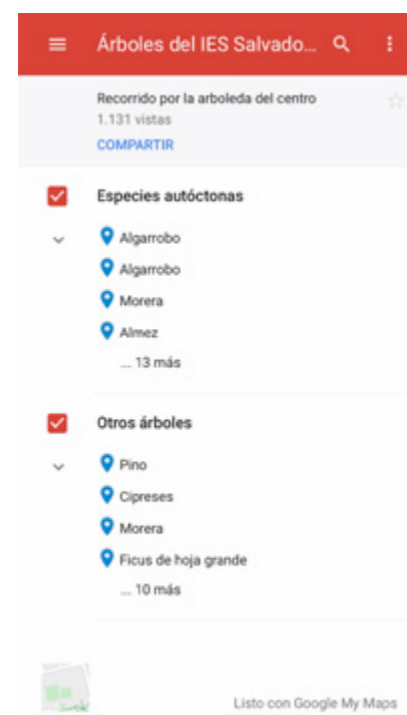 Árboles del IES Salvado...
Recorrido por la arboleda del centro
1.131 vistas
COMPARTIR
Especies autóctonas
Algarrobo
Algarrobo
Morera
Almez
... 13 más
Otros árboles
Pino
Cipreses
Morera
Ficus de hoja grande
... 10 más
Listo con Google My Maps